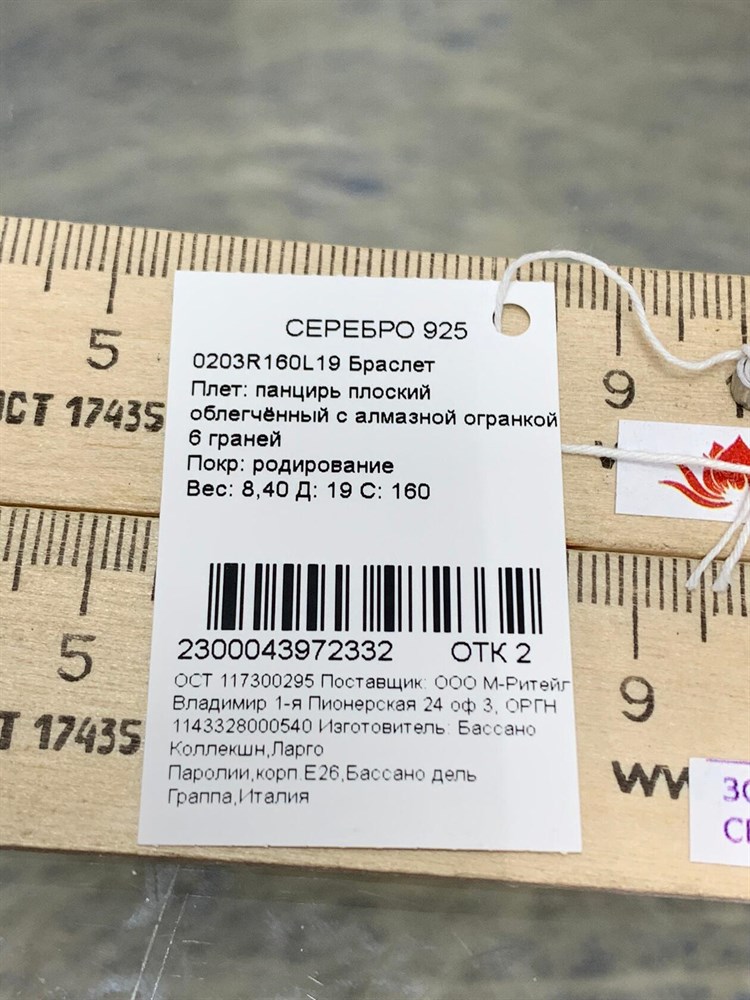 СЕРЕБРО 925
0203R160L19 Браслет
Плет: панцирь плоский
облегчённый с алмазной огранкой
6 граней
Покр: родирование
Вес: 8,40 Д: 19 С: 160
2300043972332 ОТК 2
ОСТ 117300295 Поставщик: ООО М-Ритейл
Владимир 1-я Пионерская 24 оф 3, ОРГН
1143328000540 Изготовитель: Бассано
Коллекшн,Ларго
Паролии,корп.Е26,Бассано дель
Граппа,Италия
5
9
ОСТ 17435
5
9
Т 17435